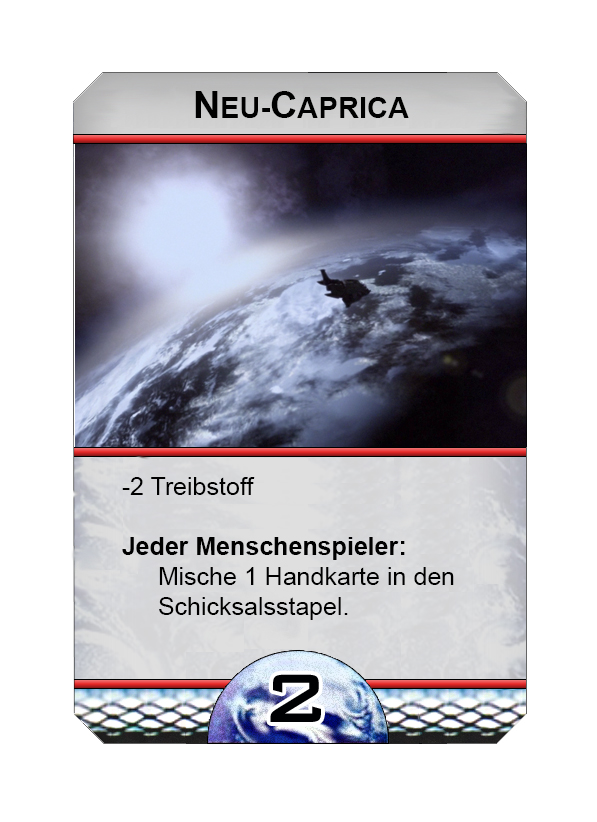 Neu-Caprica
-2 Treibstoff
Jeder Menschenspieler:
Mische 1 Handkarte in den
Schicksalsstapel.
2